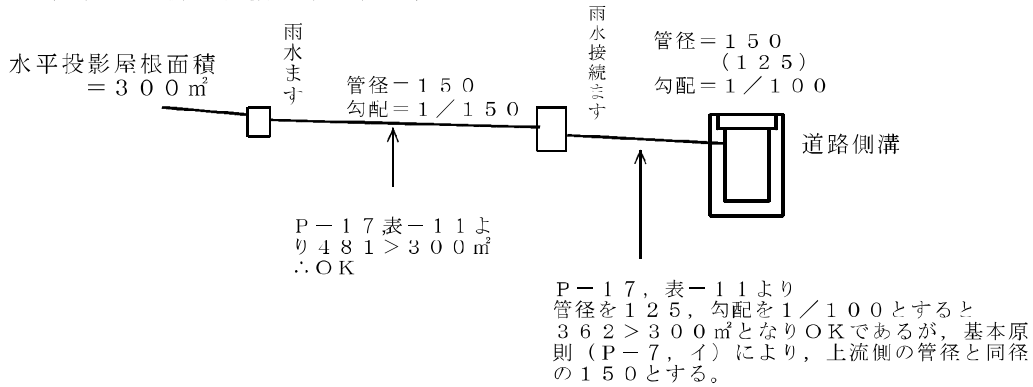 水平投影屋根面積
＝３００㎡
雨水ます
管径＝１５０
勾配＝１／１５０
雨水接続ます
管径＝１５０
（１２５）
勾配＝１／１００
道路側溝
Ｐ－１７,表－１１よ
り４８１＞３００㎡
∴ＯＫ
Ｐ－１７，表－１１より
管径を１２５，勾配を１／１００とすると
３６２＞３００㎡となりＯＫであるが，基本原
則（Ｐ－７，イ）により，上流側の管径と同径
の１５０とする。